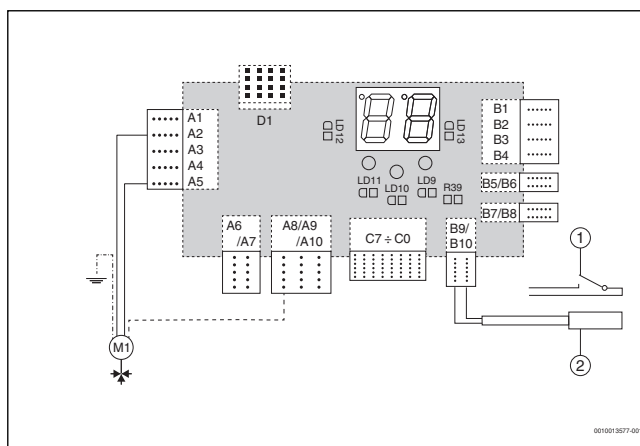 A1
A2
A3
A4
A5
D1
LD12
88
LD13
B1
B2
B3
B4
LD11
LD10
LD9
R39
B5/B6
B7/B8
A6
/A7
A8/A9
/A10
C7÷C0
B9/
B10
1
M1
2
0010013577-001